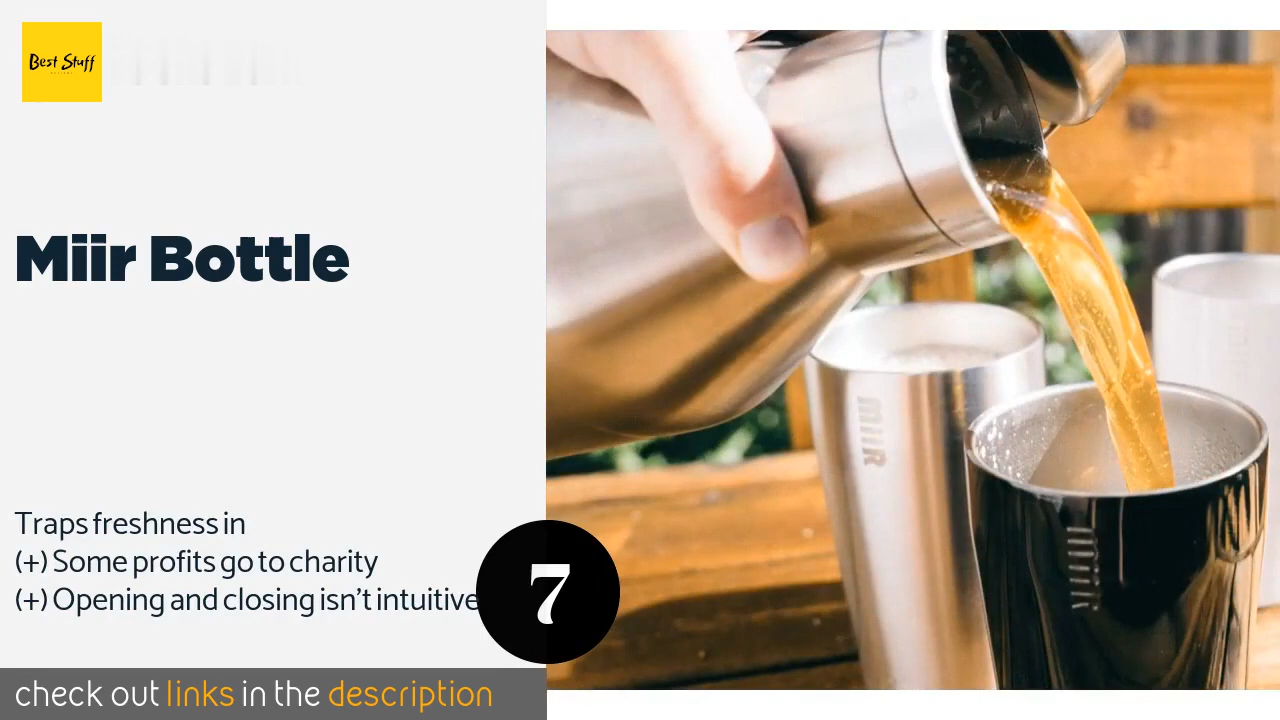 Best Stuff
Miir Bottle
Traps freshness in
(+) Some profits go to charity
(+) Opening and closing isn't intuitive
7
check out links in the description
MiiR
MiiR